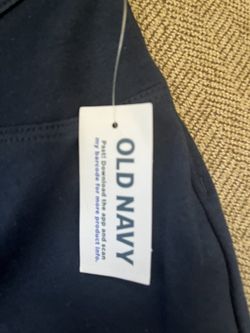 OLD NAVY
Psst! Download the app and scan
my barcode for more product info.